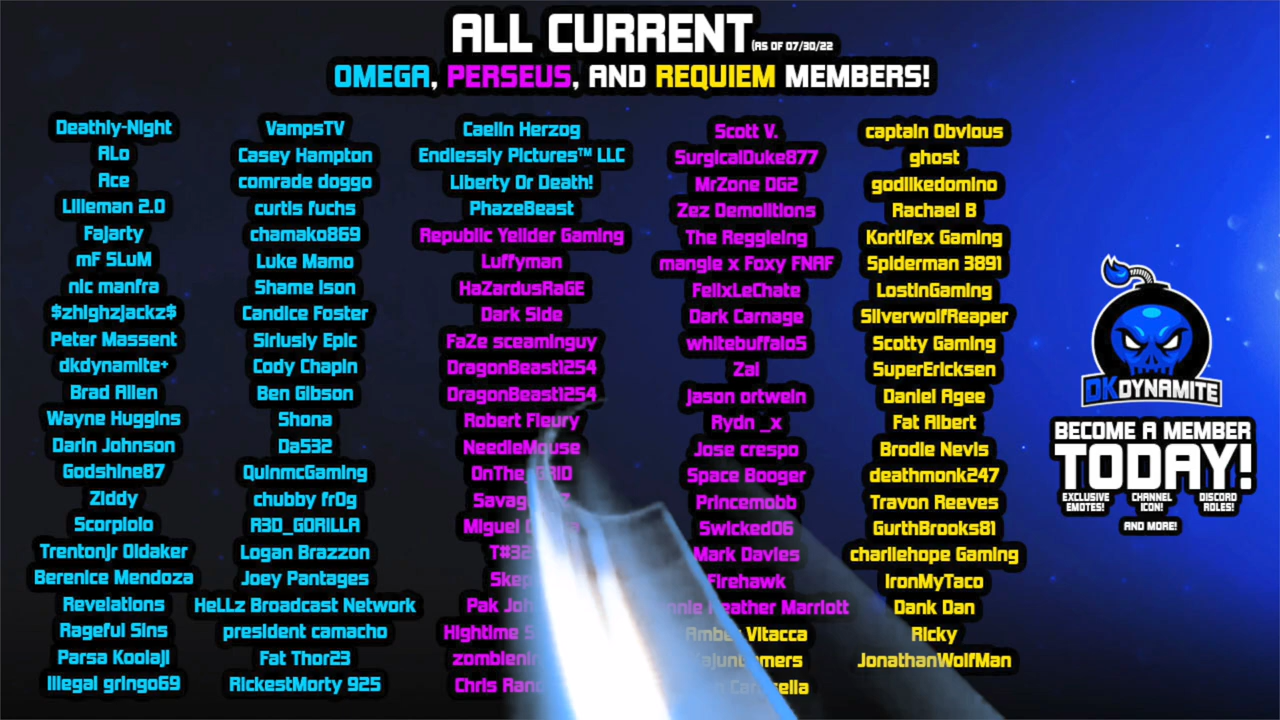 ALL CURRENT (AS OF 07/30/22
OMEGA, PERSEUS, AND REQUIEM MEMBERS!
Deathly-Night
ALo
Ace
Lilleman 2.0
Fajarty
mF SLuM
nic manfra
$zhighzjackz$
Peter Massent
dkdynamite+
Brad Allen
Wayne Huggins
Darin Johnson
Godshine87
Ziddy
Scorpiolo
Trentonjr Oldaker
Berenice Mendoza
Revelations
Rageful Sins
Parsa Koolaji
Illegal gringo69
VampsTV
Casey Hampton
comrade doggo
curtis fuchs
chamako869
Luke Mamo
Shame Ison
Candice Foster
Siriusly Epic
Cody Chapin
Ben Gibson
Shona
Da532
QuinmcGaming
chubby fr0g
A3D_GORILLA
Logan Brazzon
Joey Pantages
HeLLz Broadcast Network
president camacho
Fat Thor23
RickestMorty 925
Caelin Herzog
Endlessly Pictures™ LLC
Liberty Or Death!
PhazeBeast
Republic Yelider Gaming
Luffyman
HaZardusRaGE
Dark Side
FaZe sceaminguy
DragonBeast1254
DragonBeast1254
Robert Fleury
NeedleMouse
OnThe
Miguel
Pak
Hightime
Chris
Scott V.
SurgicalDuke877
MrZone DG2
Zez Demolitions
The Reggieing
mangle x Foxy FNAF
FelixLeChate
Dark Carnage
whitebuffalo5
Zai
jason ortwein
Rydn _x
Jose crespo
Space Booger
Princemobb
Swicked06
Mark Davies
Firehawk
Heather Marriott
Amber Vitacca
captain Obvious
ghost
godlikedomino
Rachael B
Kortifex Gaming
Spiderman 3891
LostInGaming
SilverwolfReaper
Scotty Gaming
SuperEricksen
Daniel Agee
Fat Albert
Brodie Nevis
deathmonk247
Travon Reeves
GurthBrooks81
charliehope Gaming
IronMyTaco
Dank Dan
Ricky
JonathanWolfMan
DKDYNAMITE
BECOME A MEMBER
TODAY!
EXCLUSIVE EMOTES!
CHANNEL ICON!
DISCORD ROLES!
AND MORE!